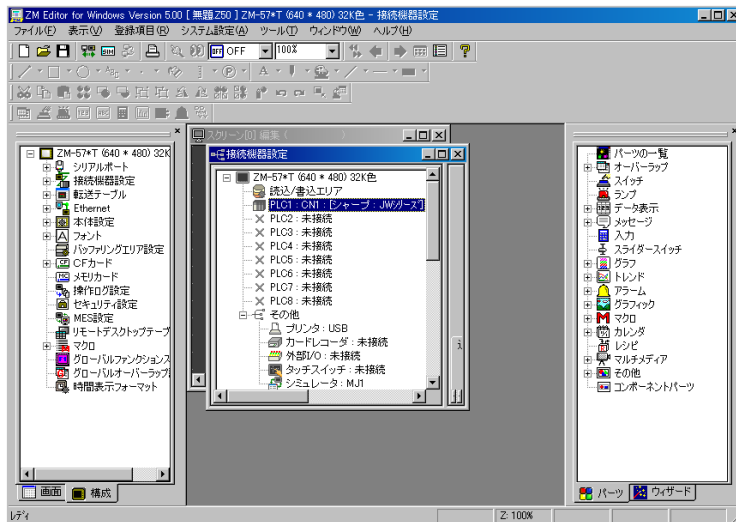 ZM Editor for Windows Version 5.00 [ 無題Z50 ] ZM-57*T (640 * 480) 32K色 - 接続機器設定
ファイル(F) 表示(V) 登録項目(R) システム設定(A) ツール(T) ウィンドウ(W) ヘルプ(H)
OFF OFF 100%
スクリーン[0] 編集 ( )
接続機器設定
ZM-57*T (640 * 480) 32K
シリアルポート
接続機器設定
転送テーブル
Ethernet
本体設定
フォント
バッファリングエリア設定
CFカード
メモリカード
操作ログ設定
セキュリティ設定
MES設定
リモートデスクトップテーブ
マクロ
グローバルファンクションス
グローバルオーバーラップ
時間表示フォーマット
画面 構成
ZM-57*T (640 * 480) 32K色
読込/書込エリア
PLC1 : CN1 : [シャープ : JWシリーズ]
PLC2 : 未接続
PLC3 : 未接続
PLC4 : 未接続
PLC5 : 未接続
PLC6 : 未接続
PLC7 : 未接続
PLC8 : 未接続
その他
プリンタ : USB
カードレコーダ : 未接続
外部I/O : 未接続
タッチスイッチ : 未接続
シミュレータ : MJ1
パーツの一覧
オーバーラップ
スイッチ
ランプ
データ表示
メッセージ
入力
スライダースイッチ
グラフ
トレンド
アラーム
グラフィック
マクロ
カレンダ
レシピ
マルチメディア
その他
コンポーネントパーツ
パーツ ウィザード
レディ Z: 100%